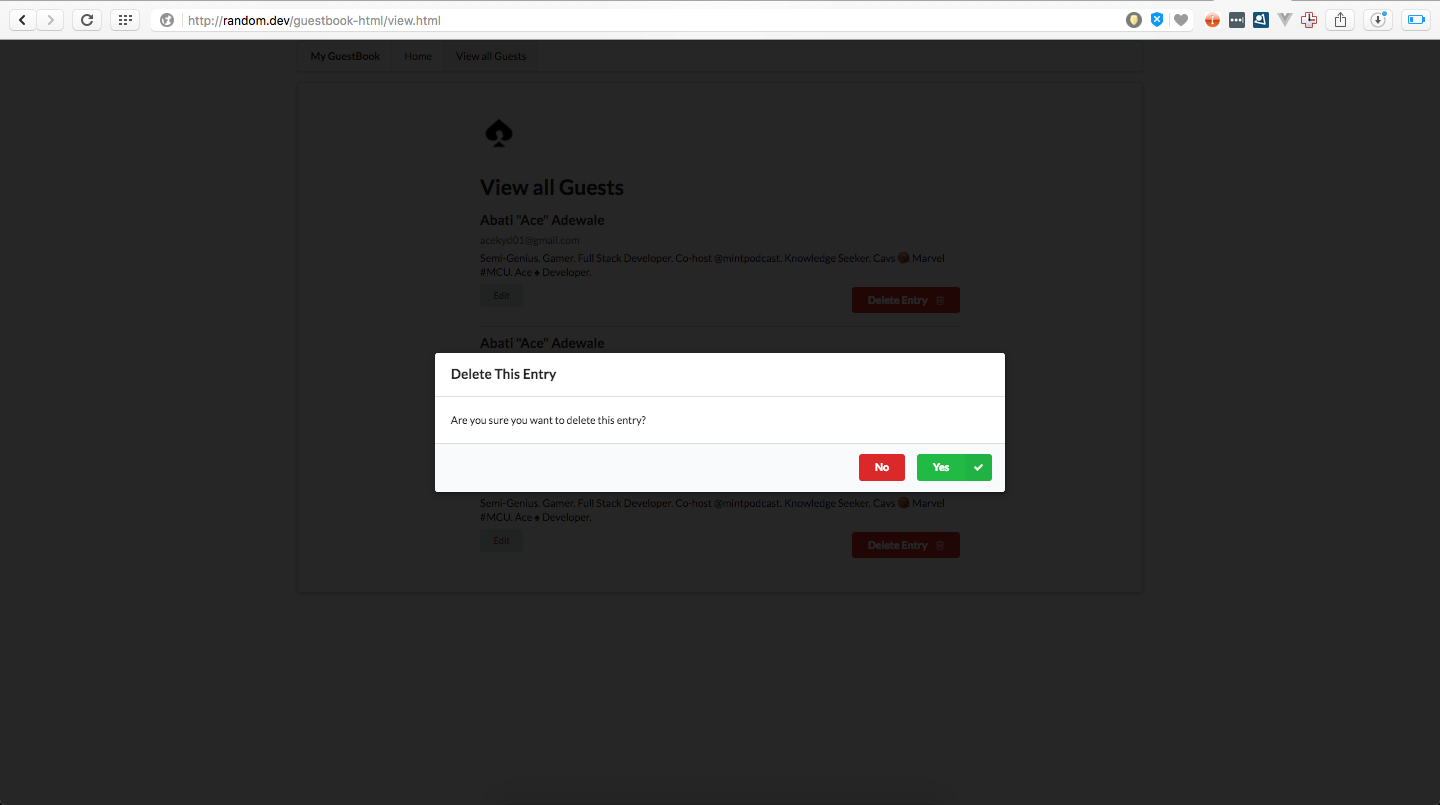 http://random.dev/guestbook-html/view.html
My GuestBook Home View all Guests
View all Guests
Abati "Ace" Adewale
acekyd01@gmail.com
Semi-Genius. Gamer. Full Stack Developer. Co-host @mintpodcast. Knowledge Seeker. Cavs 🏀 Marvel
#MCU. Ace ♠ Developer.
Edit Delete Entry
Abati "Ace" Adewale
Delete This Entry
Are you sure you want to delete this entry?
No Yes
Semi-Genius. Gamer. Full Stack Developer. Co-host @mintpodcast. Knowledge Seeker. Cavs 🏀 Marvel
#MCU. Ace ♠ Developer.
Edit Delete Entry